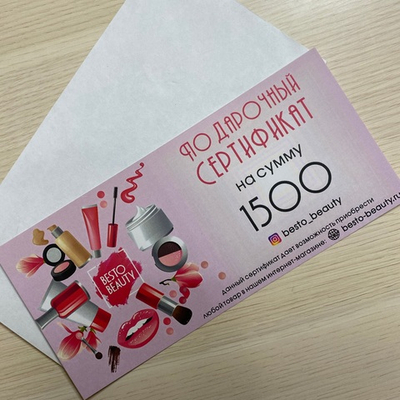 ПОДАРОЧНЫЙ
СЕРТИФИКАТ
на сумму
1500
besto_beauty
Данный сертификат дает возможность приобрести
любой товар в нашем интернет-магазине: besto-beauty.ru
BESTO
BEAUTY